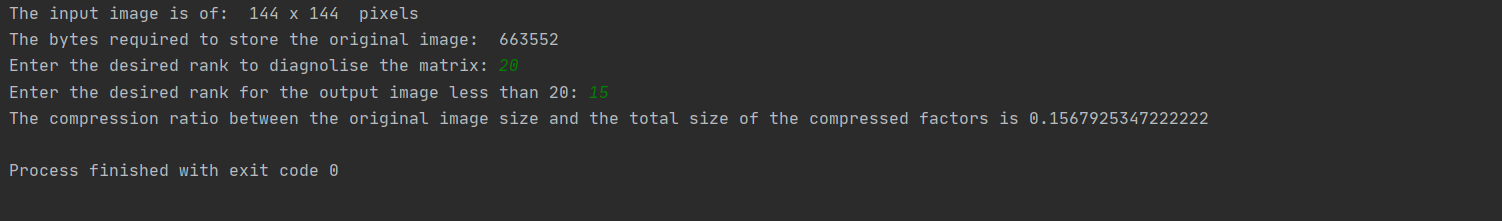 The input image is of:  144 x 144  pixels
The bytes required to store the original image:  663552
Enter the desired rank to diagnolise the matrix: 20
Enter the desired rank for the output image less than 20: 15
The compression ratio between the original image size and the total size of the compressed factors is 0.1567925347222222
Process finished with exit code 0